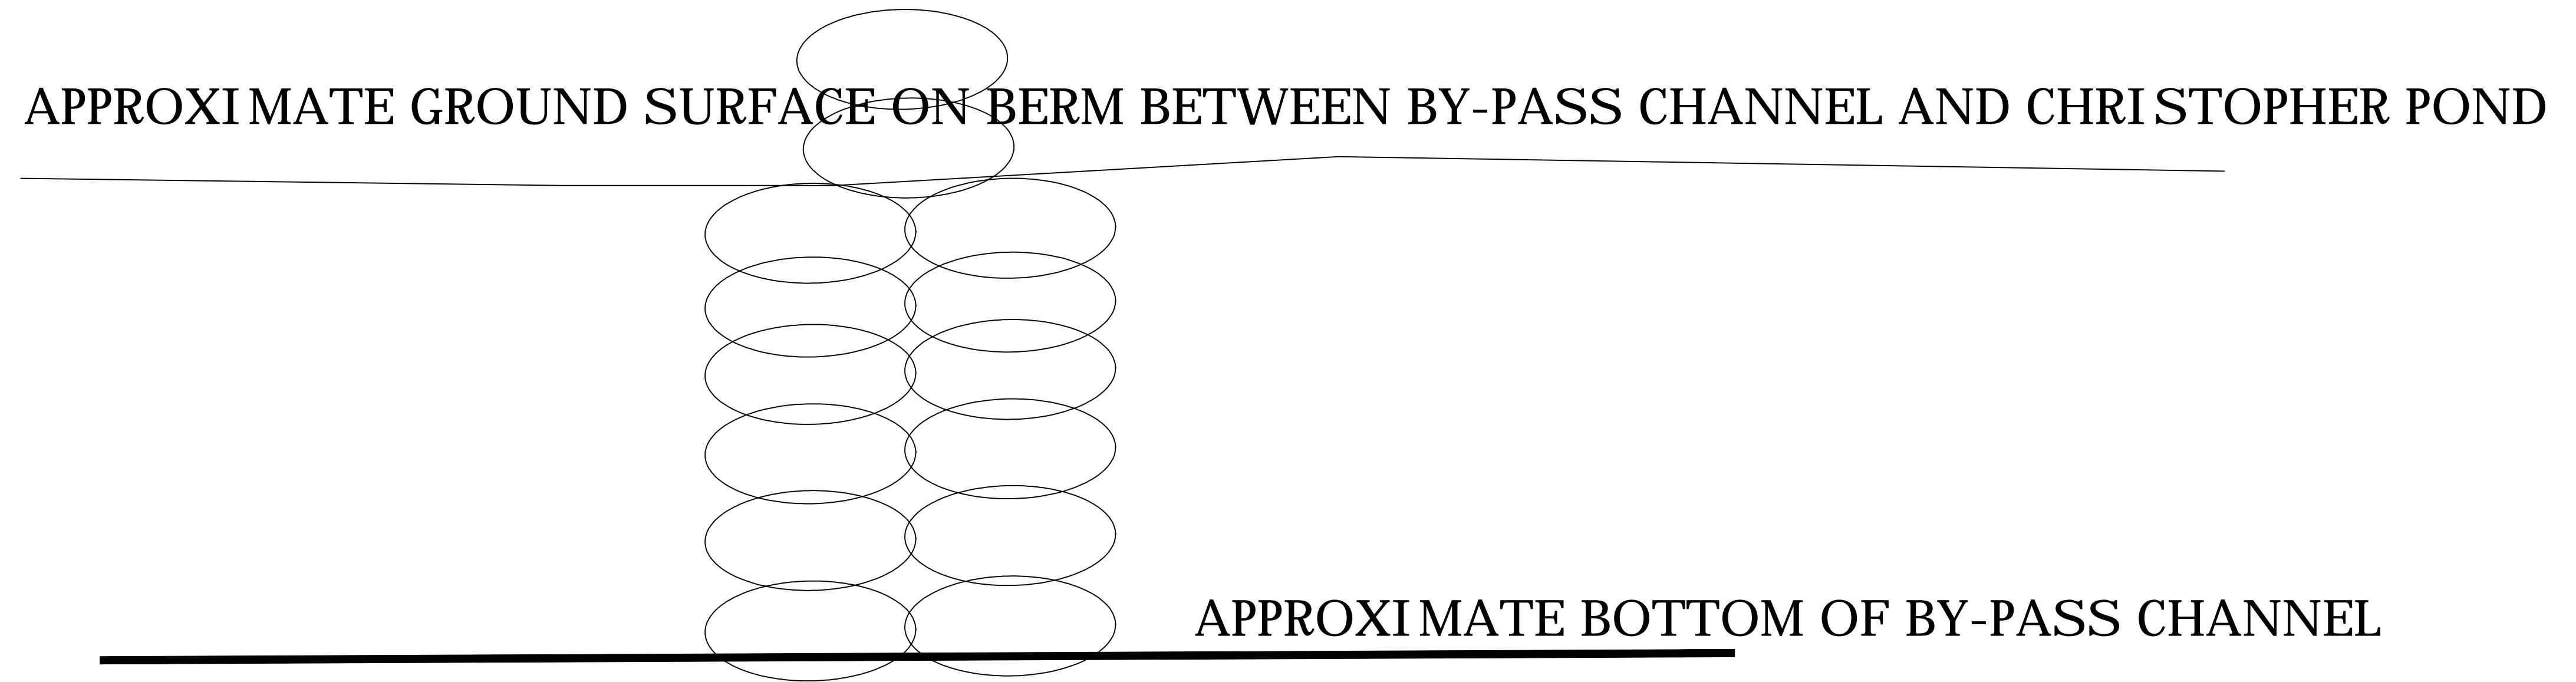 APPROXIMATE GROUND SURFACE ON BERM BETWEEN BY-PASS CHANNEL AND CHRISTOPHER POND
APPROXIMATE BOTTOM OF BY-PASS CHANNEL